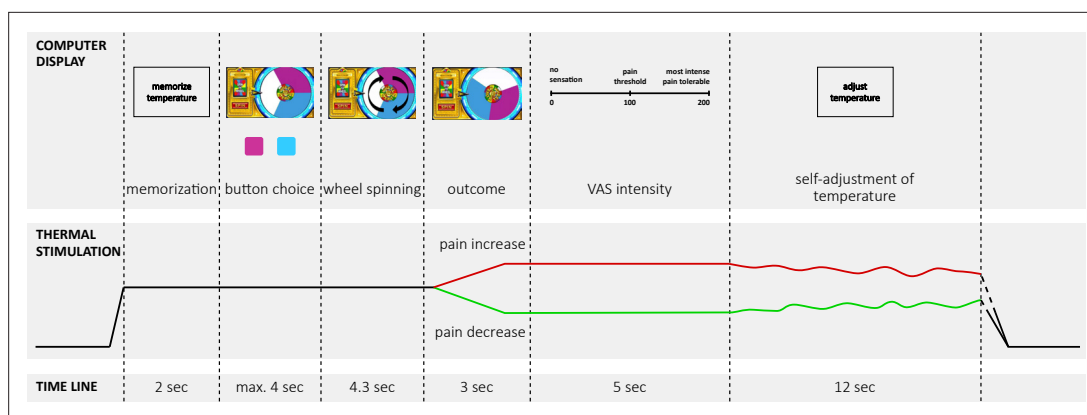 COMPUTER
DISPLAY
memorize
temperature
no
sensation
pain
threshold
most intense
pain tolerable
0
100
200
adjust
temperature
memorization
button choice
wheel spinning
outcome
VAS intensity
self-adjustment of
temperature
THERMAL
STIMULATION
pain increase
pain decrease
TIME LINE
2 sec
max. 4 sec
4.3 sec
3 sec
5 sec
12 sec